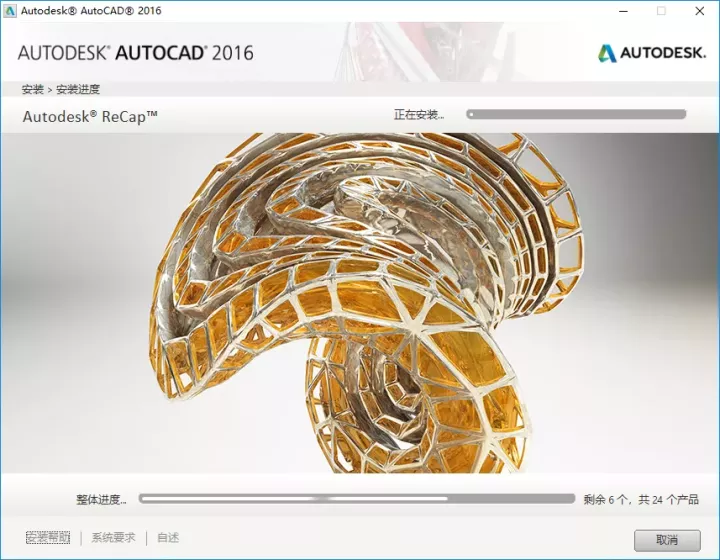 Autodesk® AutoCAD® 2016
AUTODESK® AUTOCAD® 2016
AUTODESK.
安装 > 安装进度
Autodesk® ReCap™
正在安装...
整体进度...
剩余 6 个，共 24 个产品
安装帮助 | 系统要求 | 自述
取消